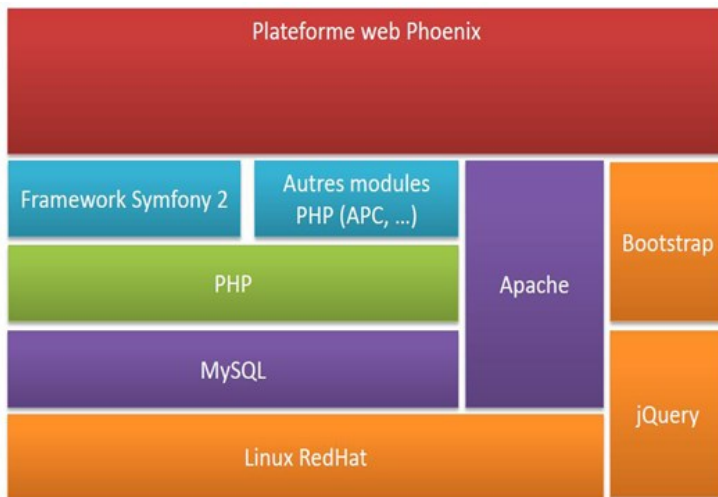 Plateforme web Phoenix
Framework Symfony 2
Autres modules
PHP (APC, ...)
Apache
Bootstrap
PHP
MySQL
jQuery
Linux RedHat